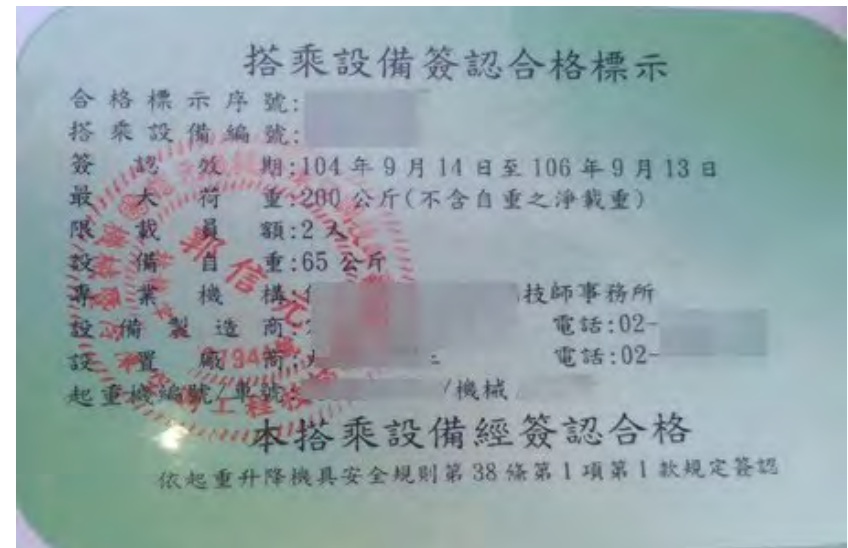 搭乘設備簽認合格標示
合格標示序號:
搭乘設備編號:
簽認效期:104年9月14日至106年9月13日
最大荷重:200公斤(不含自重之淨載重)
限載員額:2人
設備自重:65公斤
專業機構: 技師事務所
設備製造商: 電話:02-
設置廠商: 電話:02-
起重機編號/車號: /機械
本搭乘設備經簽認合格
依起重升降機具安全規則第38條第1項第1款規定簽認
郭信元